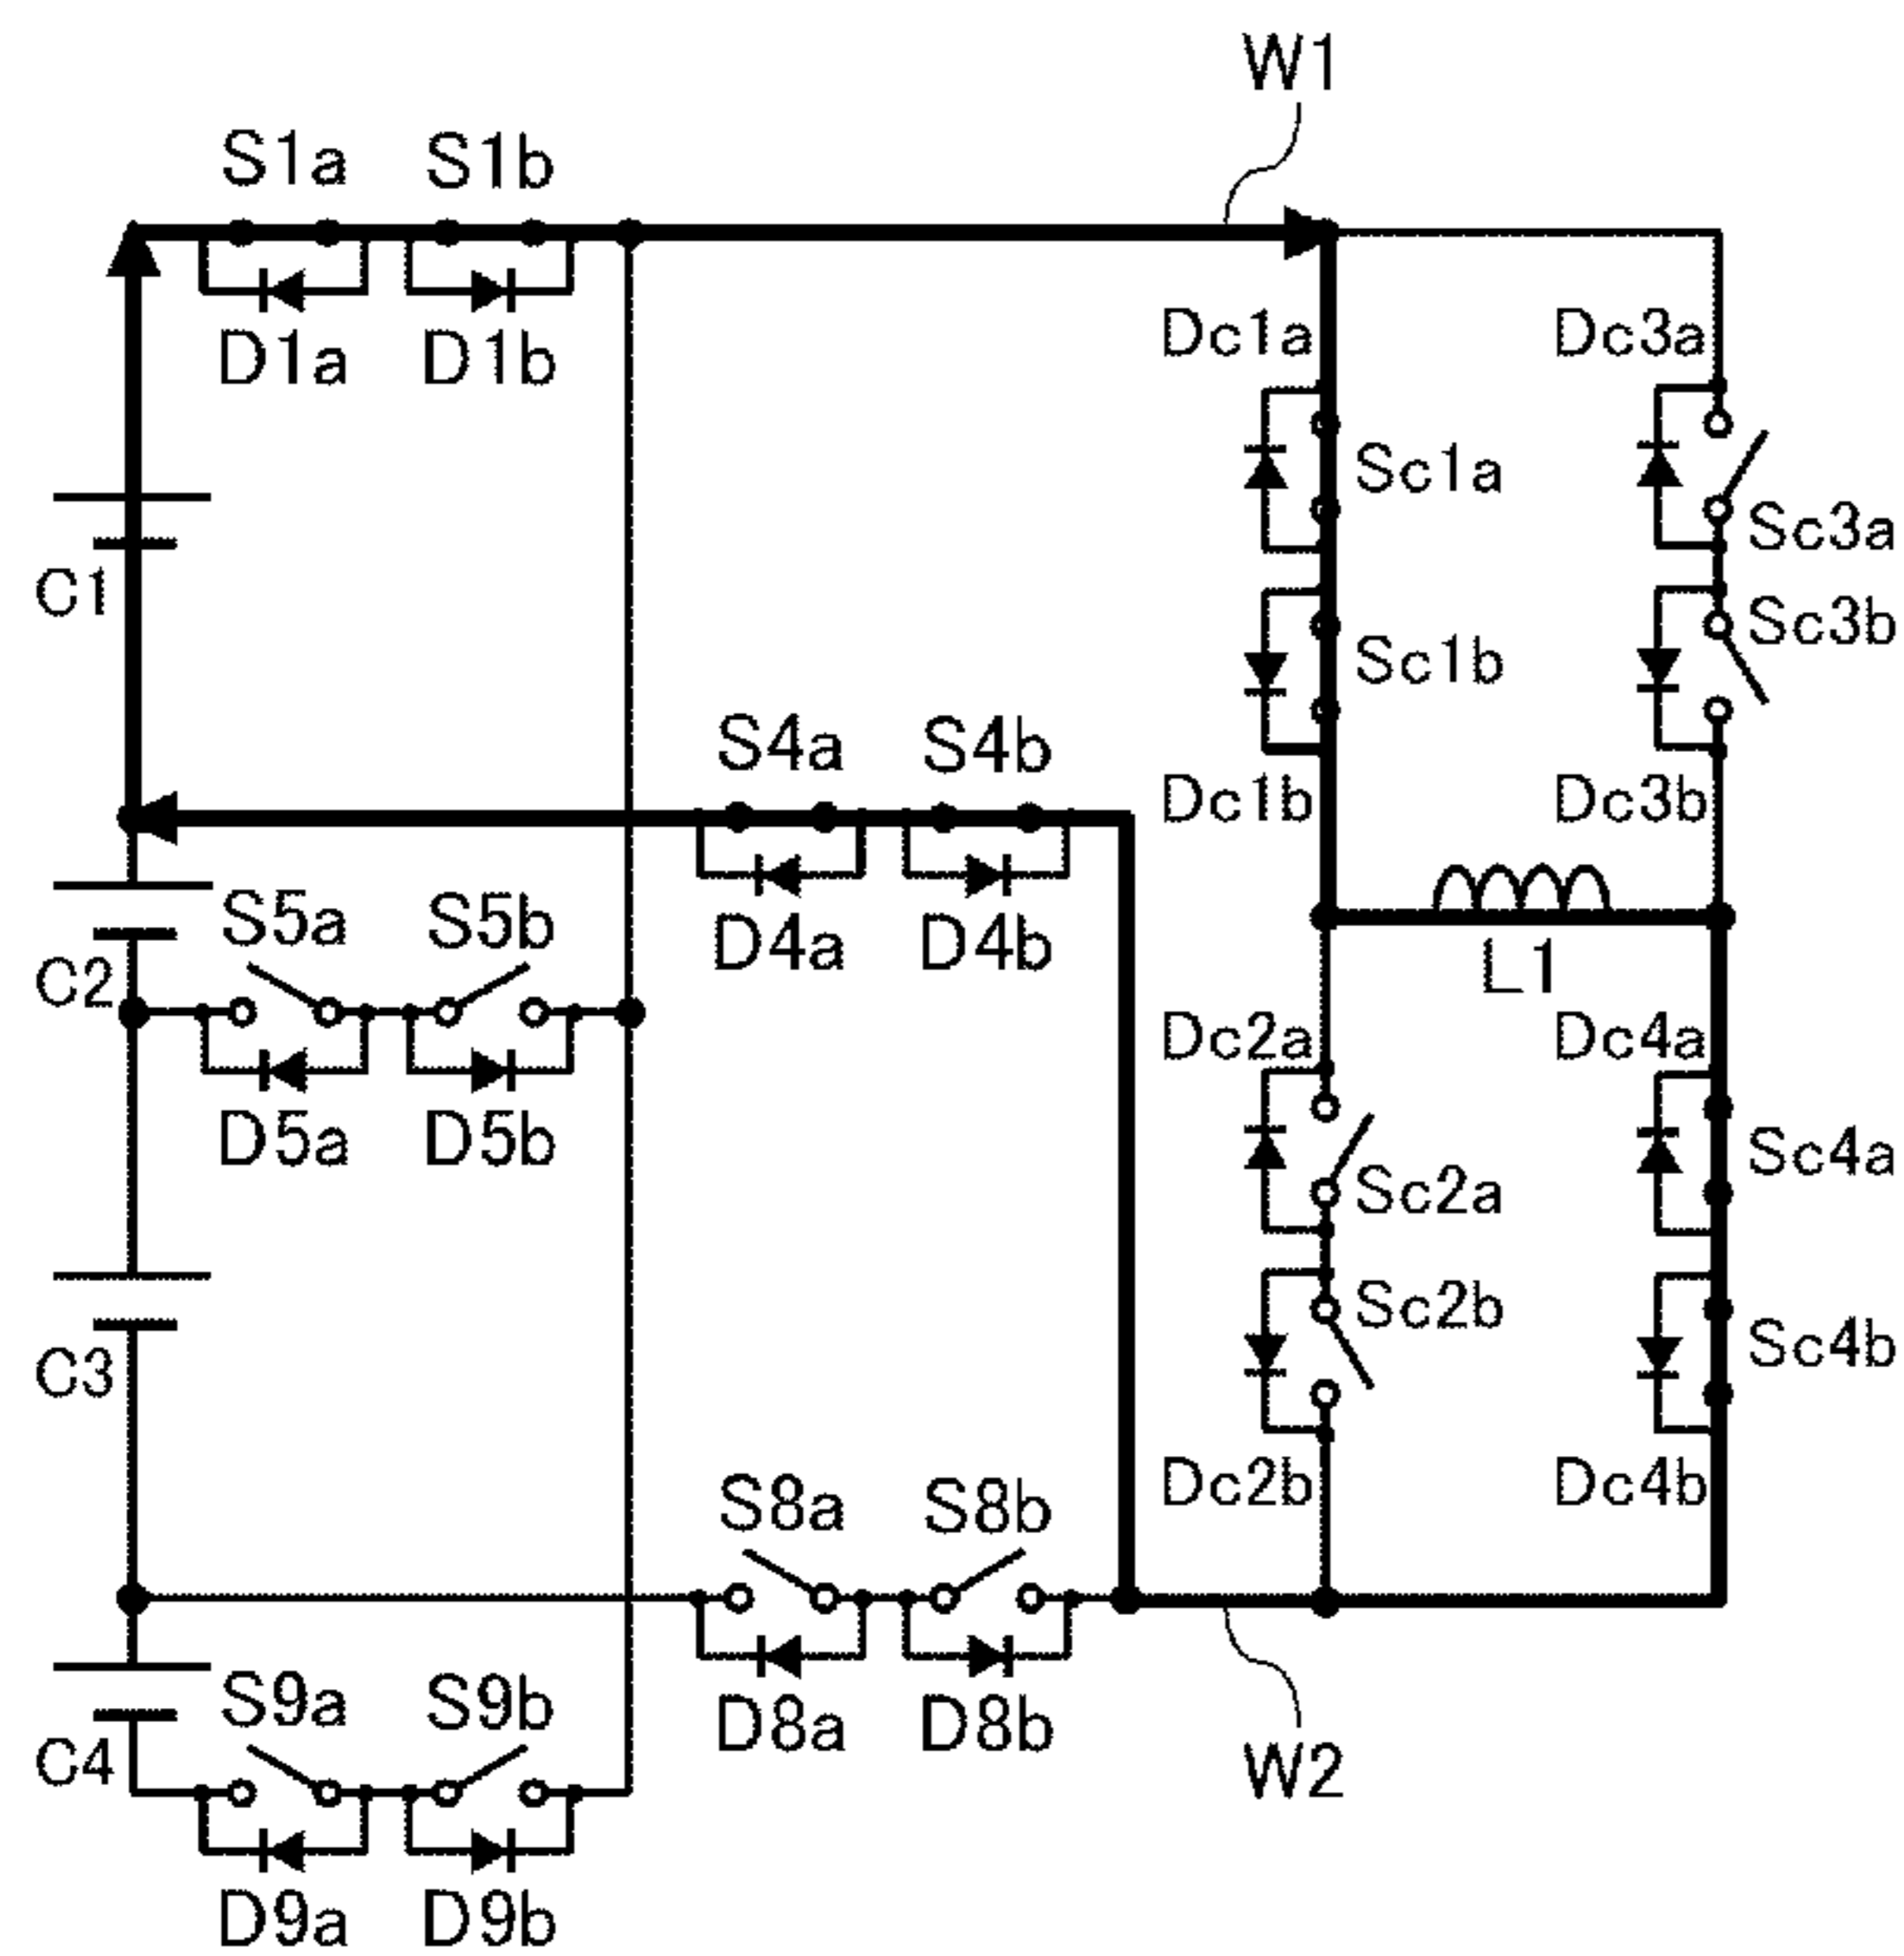 W1
S1a S1b
D1a D1b
Dc1a Dc3a
Sc1a Sc3a
C1
Sc3b
Sc1b
S4a S4b
Dc1b Dc3b
S5a S5b
D4a D4b
C2
L1
Dc2a Dc4a
D5a D5b
Sc2a Sc4a
Sc2b
Sc4b
C3
Dc2b Dc4b
S8a S8b
S9a S9b
D8a D8b
C4
W2
D9a D9b